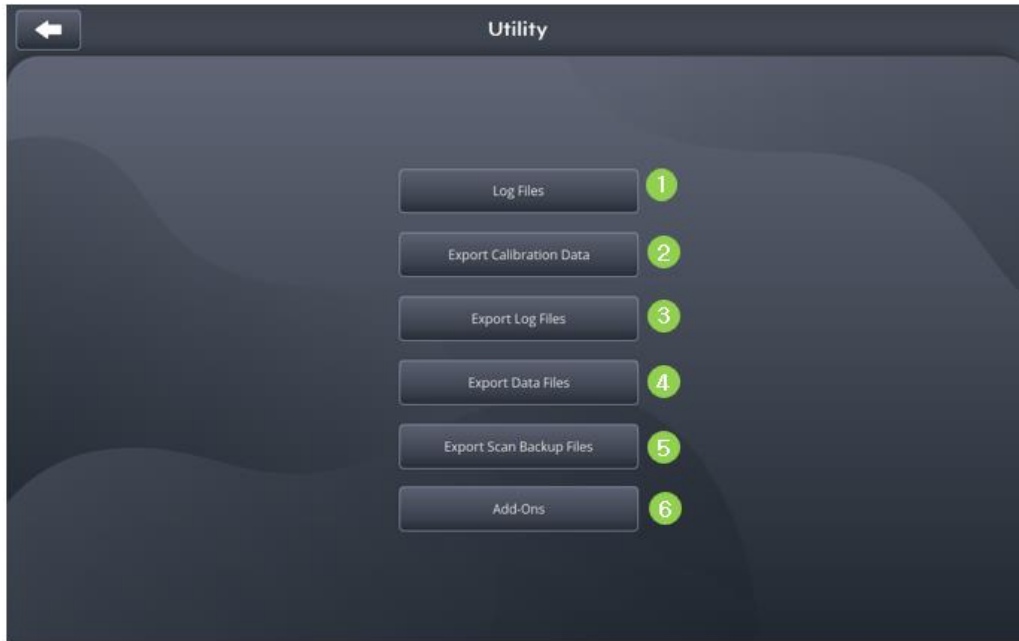 Utility
Log Files 1
Export Calibration Data 2
Export Log Files 3
Export Data Files 4
Export Scan Backup Files 5
Add-Ons 6